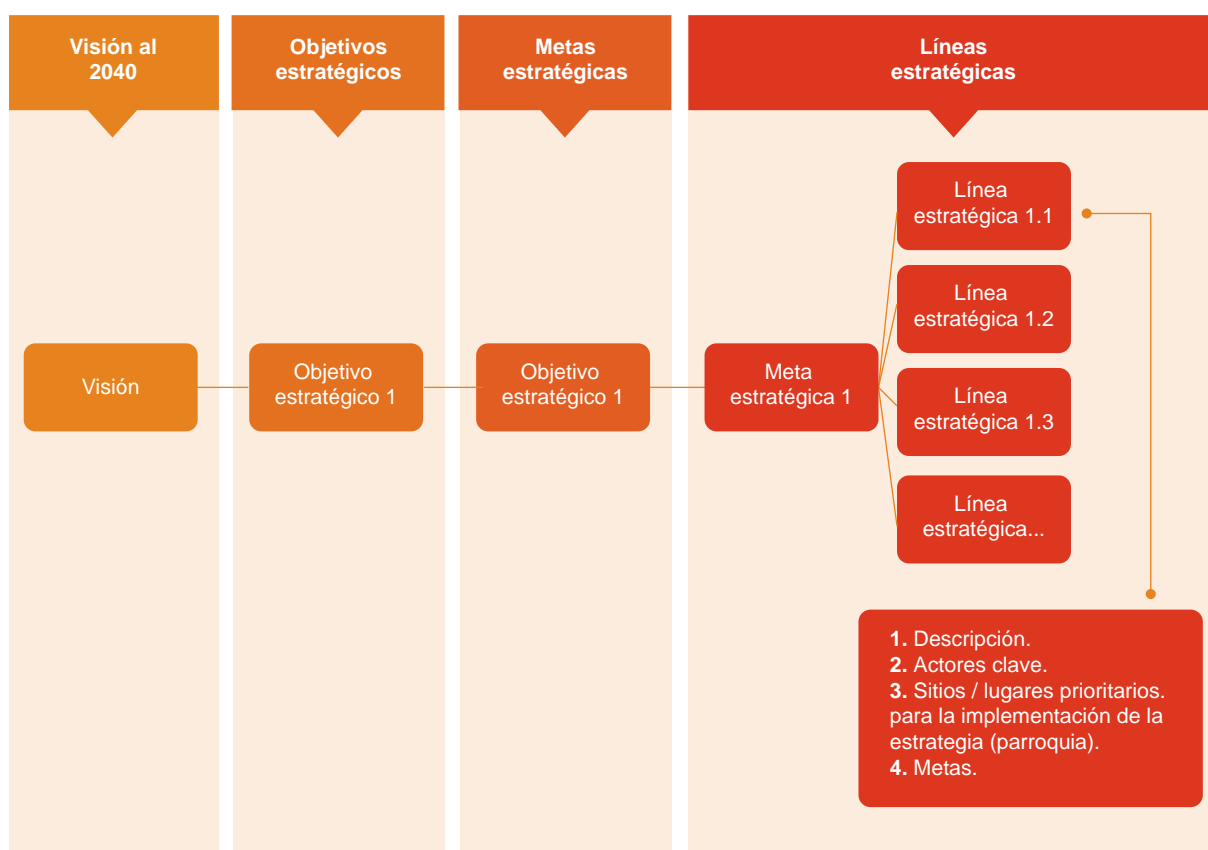 Visión al
2040
Objetivos
estratégicos
Metas
estratégicas
Líneas
estratégicas
Visión
Objetivo
estratégico 1
Objetivo
estratégico 1
Meta
estratégica 1
Línea
estratégica 1.1
Línea
estratégica 1.2
Línea
estratégica 1.3
Línea
estratégica...
1. Descripción.
2. Actores clave.
3. Sitios / lugares prioritarios.
para la implementación de la
estrategia (parroquia).
4. Metas.